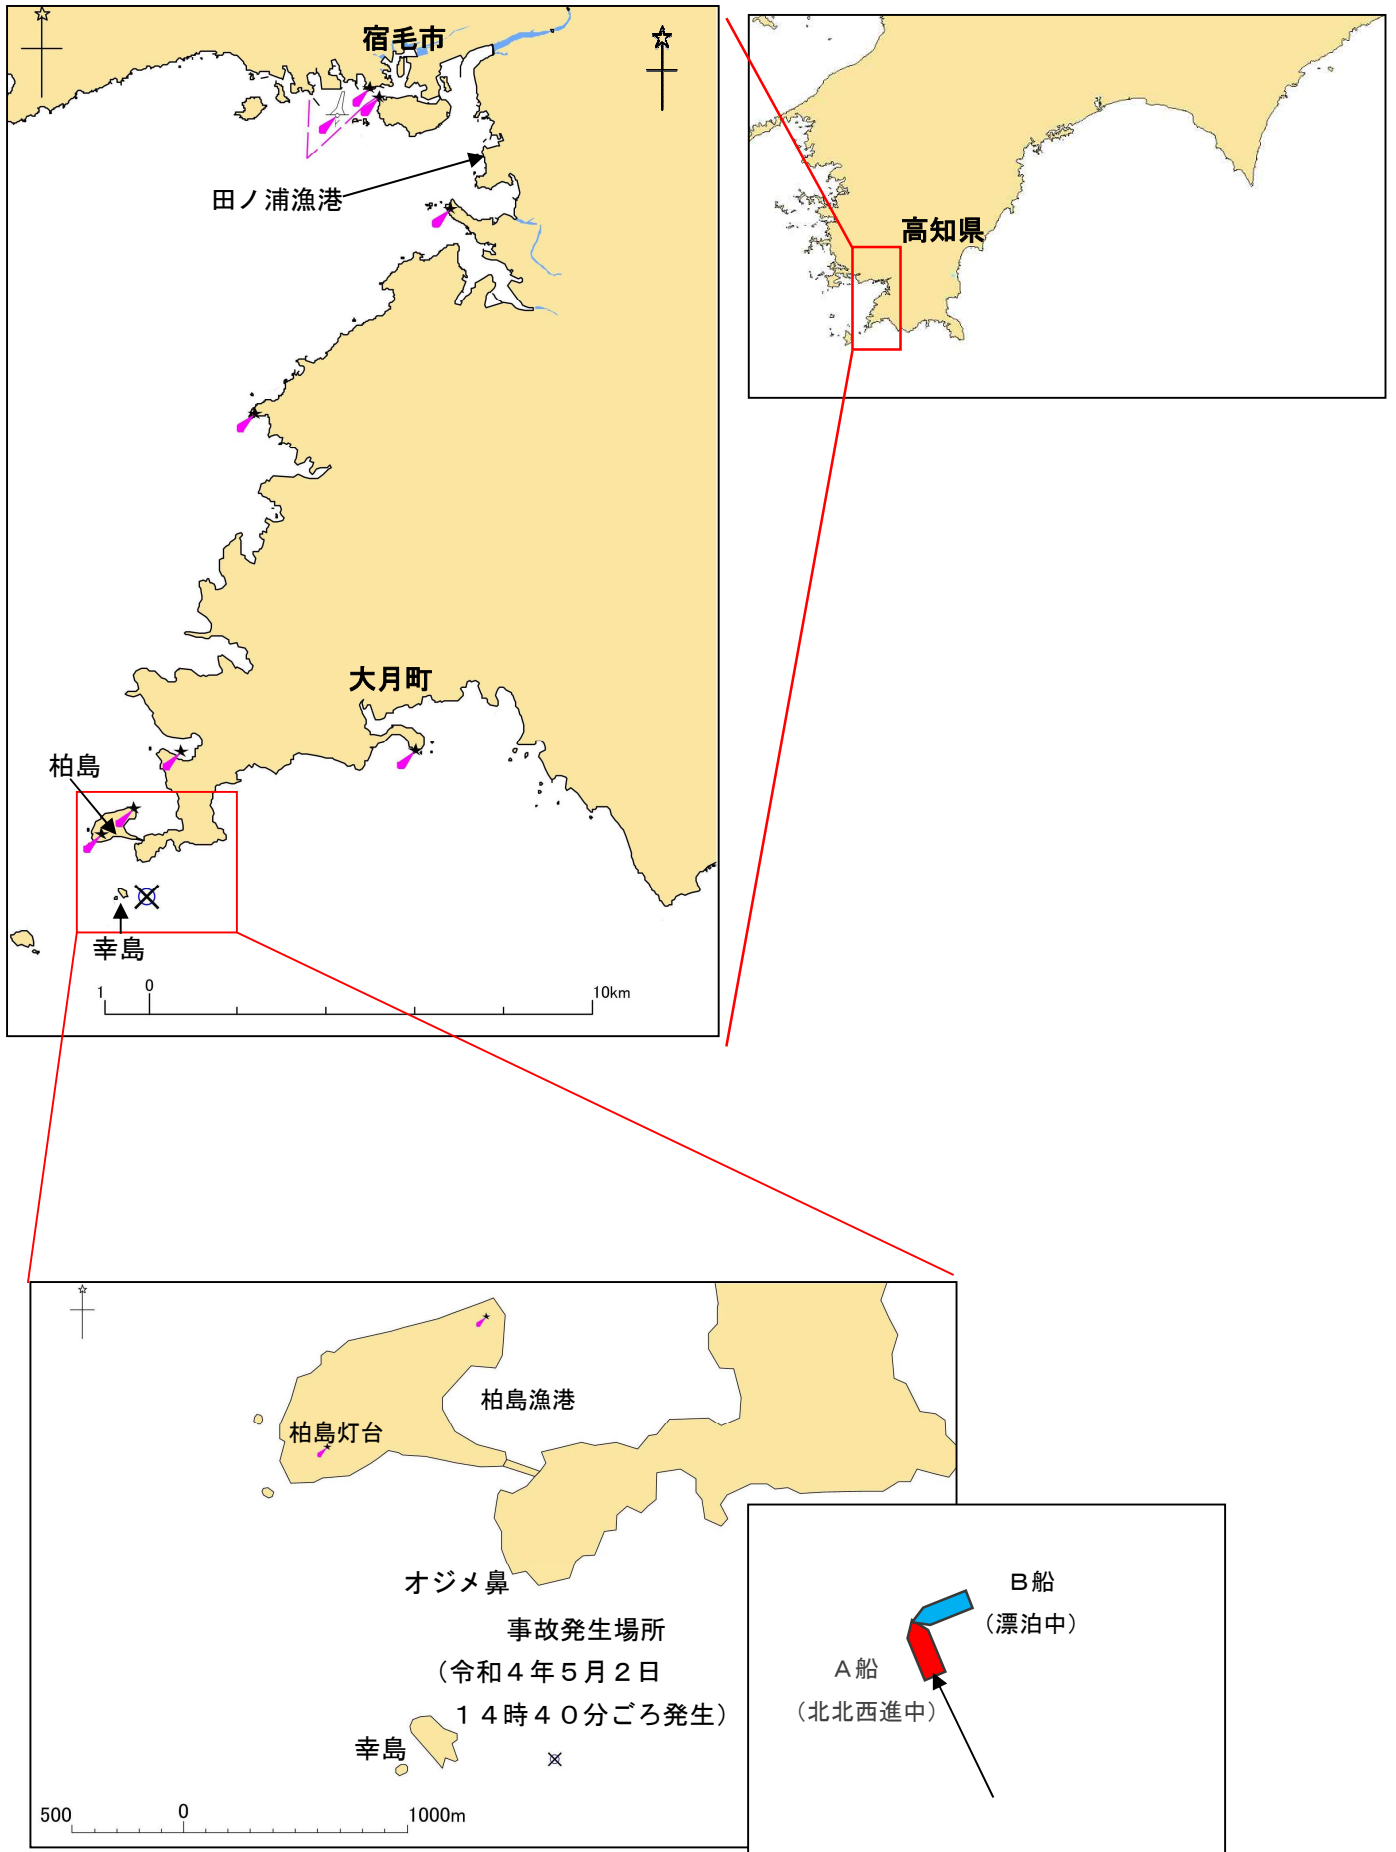 宿毛市
田ノ浦漁港
高知県
大月町
柏島
幸島
1 0 10km
柏島漁港
柏島灯台
オジメ鼻
事故発生場所
（令和４年５月２日
１４時４０分ごろ発生）
幸島
500 0 1000m
Ｂ船
（漂泊中）
Ａ船
（北北西進中）